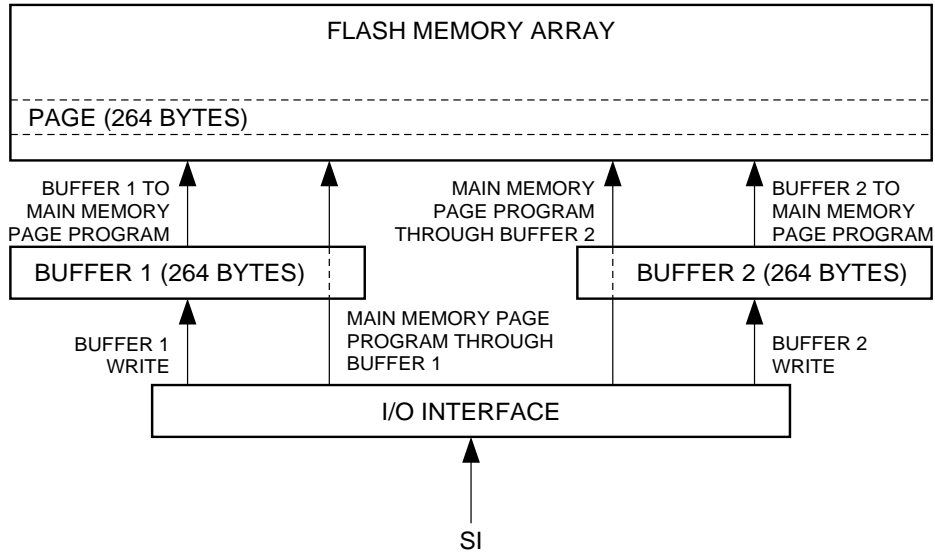 FLASH MEMORY ARRAY
PAGE (264 BYTES)
BUFFER 1 TO
MAIN MEMORY
PAGE PROGRAM
MAIN MEMORY
PAGE PROGRAM
THROUGH BUFFER 2
BUFFER 2 TO
MAIN MEMORY
PAGE PROGRAM
BUFFER 1 (264 BYTES)
BUFFER 2 (264 BYTES)
BUFFER 1
WRITE
MAIN MEMORY PAGE
PROGRAM THROUGH
BUFFER 1
BUFFER 2
WRITE
I/O INTERFACE
SI